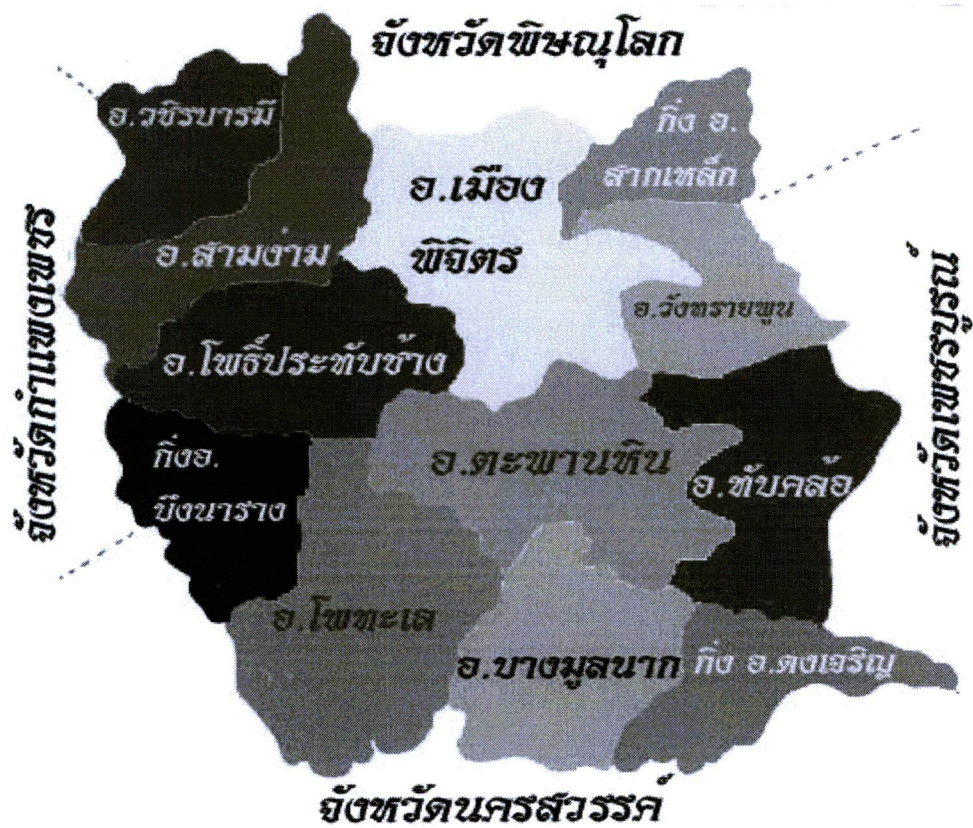 จังหวัดพิษณุโลก
อ.วชิรบารมี
กิ่ง อ.
สากเหล็ก
อ.เมือง
พิจิตร
อ.สามง่าม
อ.วังทรายพูน
จังหวัดกำแพงเพชร
จังหวัดเพชรบูรณ์
อ.โพธิ์ประทับช้าง
กิ่งอ.
บึงนาราง
อ.ตะพานหิน
อ.ทับคล้อ
อ.โพทะเล
อ.บางมูลนาก
กิ่ง อ.ดงเจริญ
จังหวัดนครสวรรค์